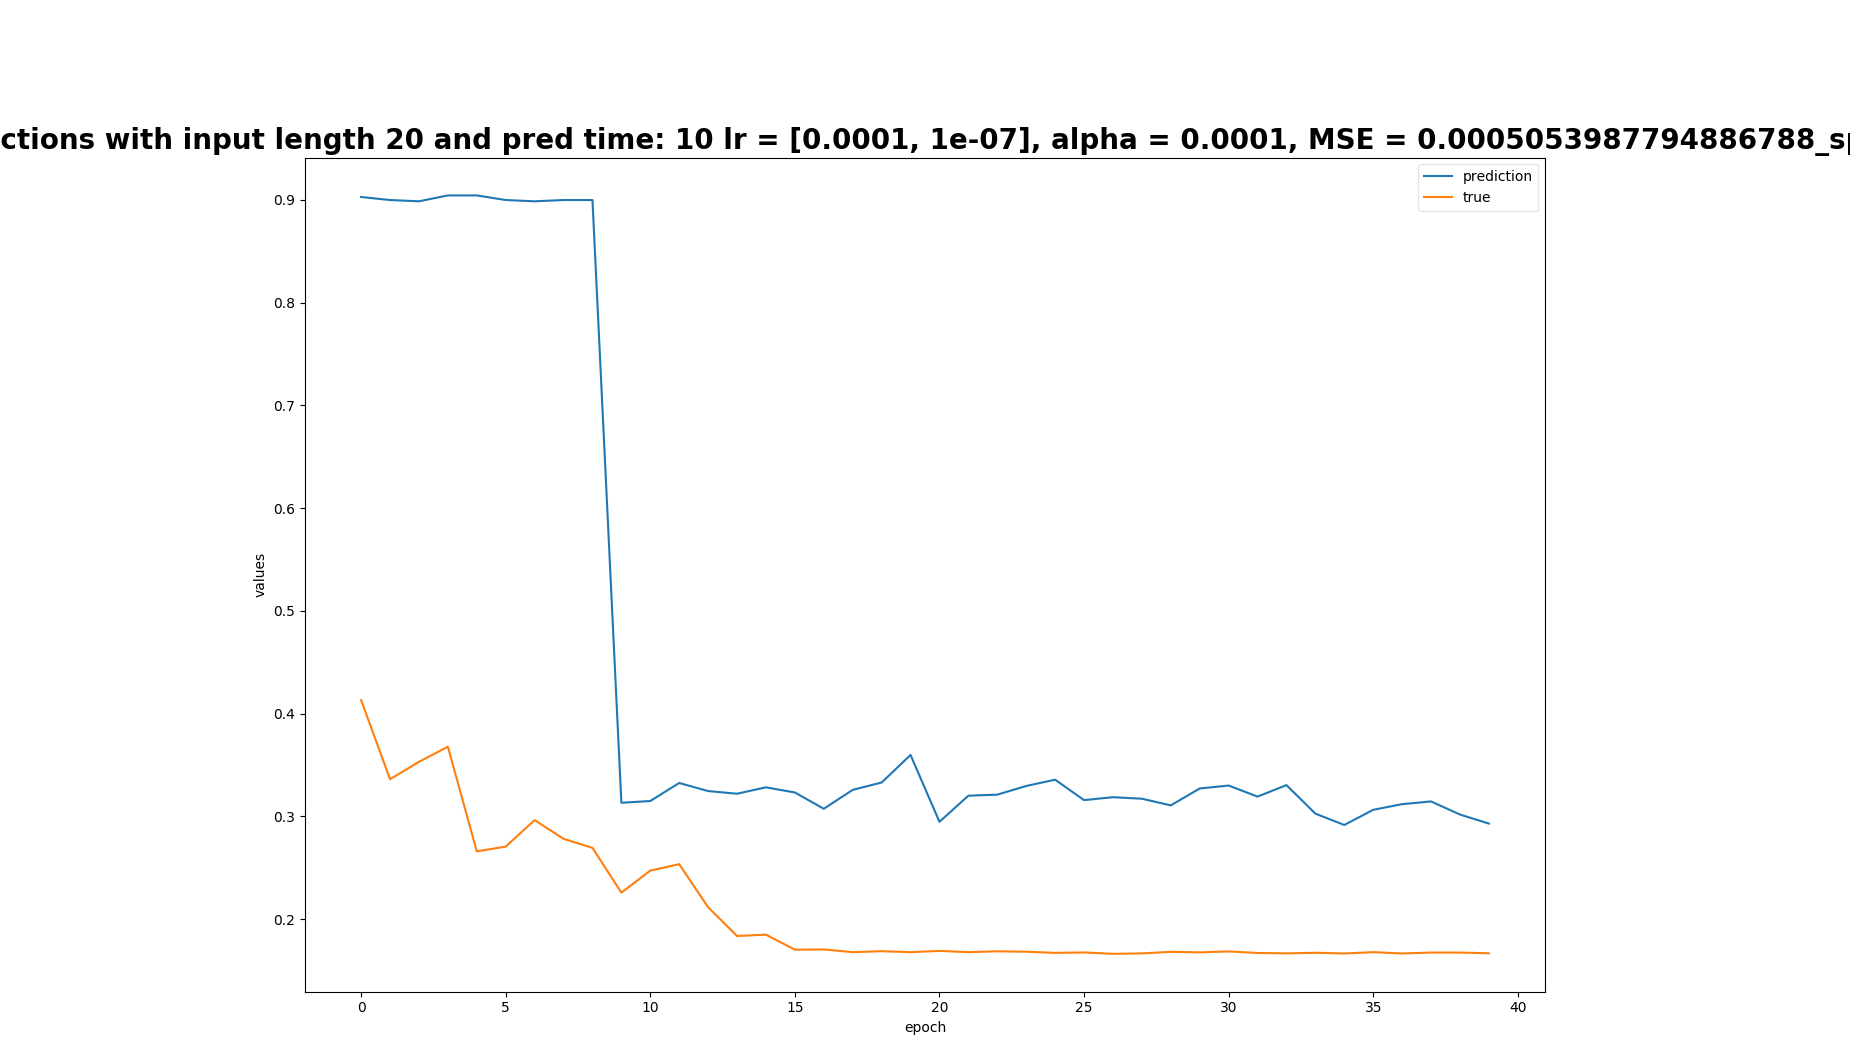 ctions with input length 20 and pred time: 10 lr = [0.0001, 1e-07], alpha = 0.0001, MSE = 0.0005053987794886788_sp
prediction
true
0.9
0.8
0.7
0.6
0.5
0.4
0.3
0.2
values
0 5 10 15 20 25 30 35 40
epoch